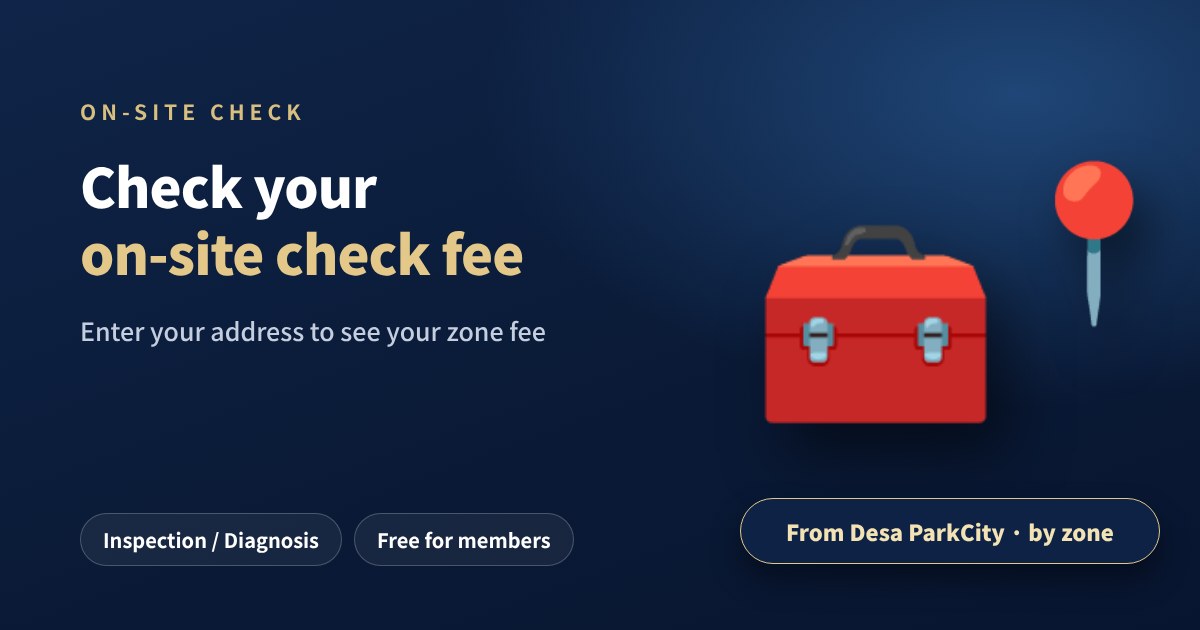 ON-SITE CHECK
Check your
on-site check fee
Enter your address to see your zone fee
Inspection / Diagnosis
Free for members
From Desa ParkCity · by zone